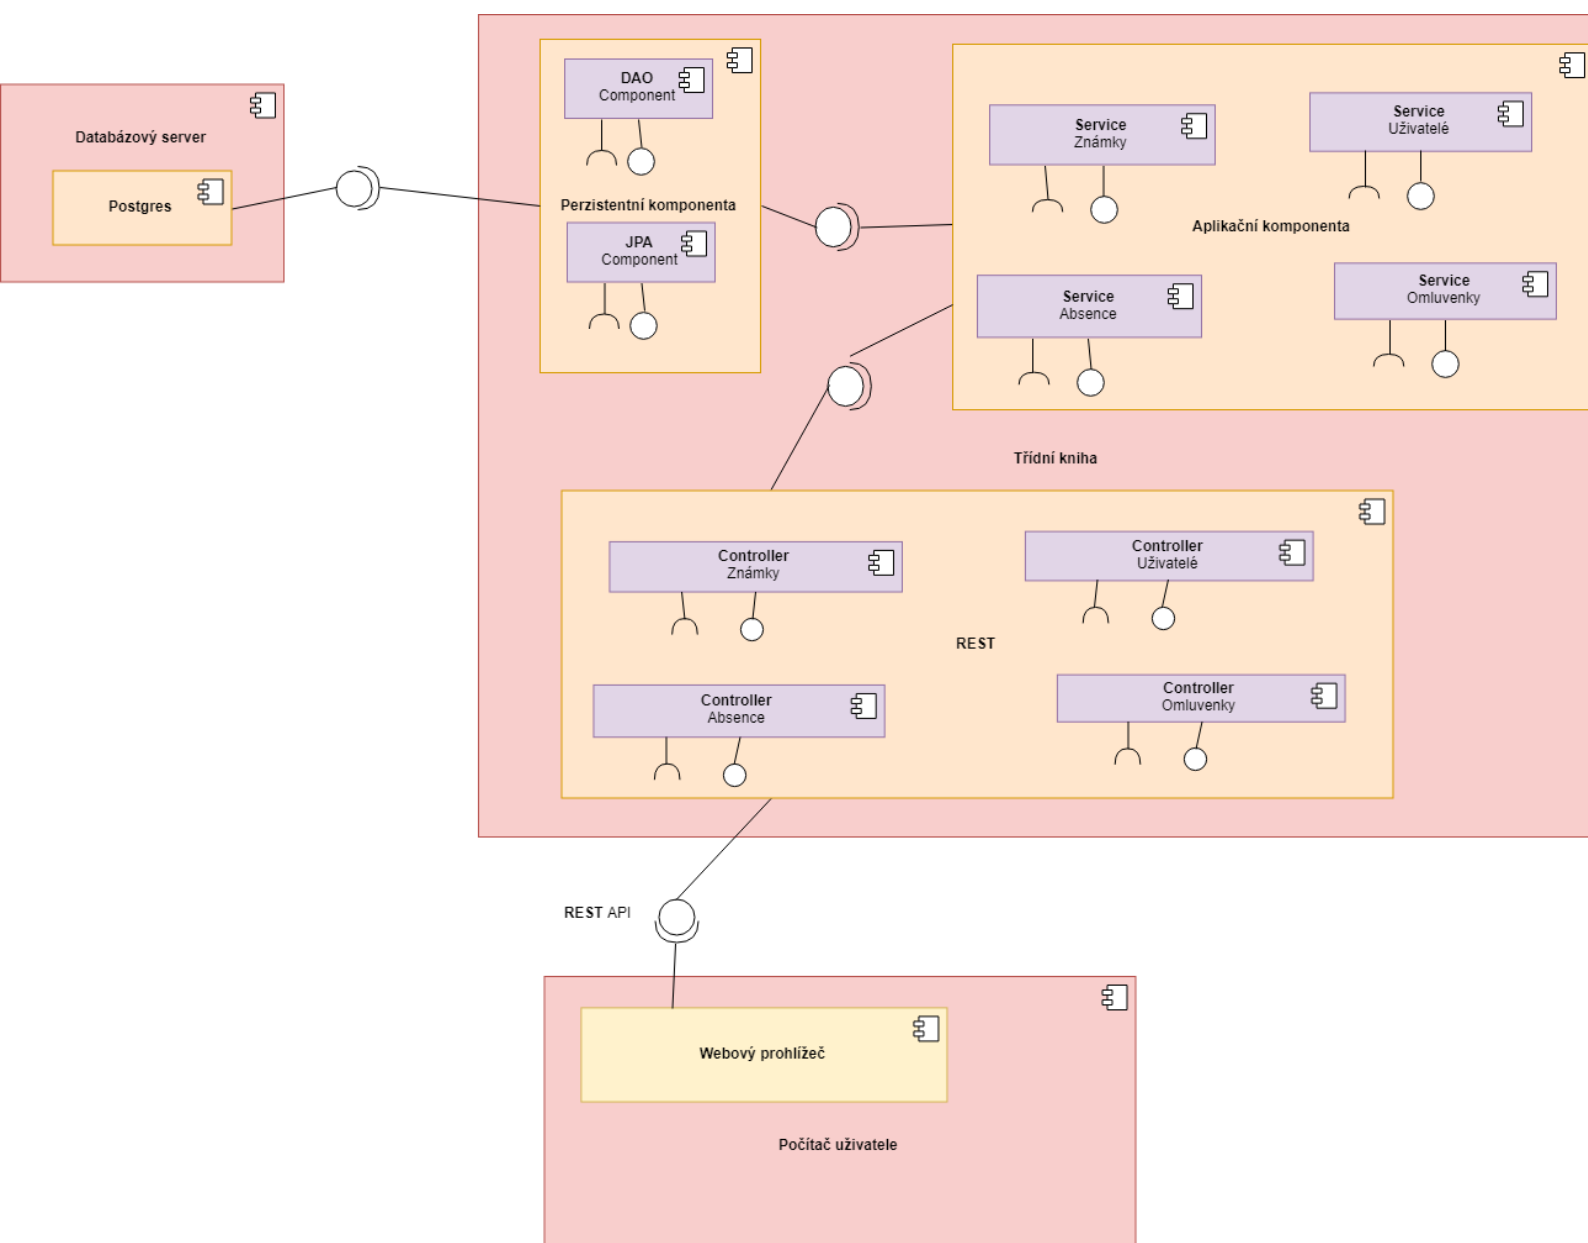 Databázový server
Postgres
DAO
Component
Perzistentní komponenta
JPA
Component
Service
Známky
Service
Uživatelé
Aplikační komponenta
Service
Absence
Service
Omluvenky
Třídní kniha
Controller
Známky
Controller
Uživatelé
REST
Controller
Absence
Controller
Omluvenky
REST API
Webový prohlížeč
Počítač uživatele